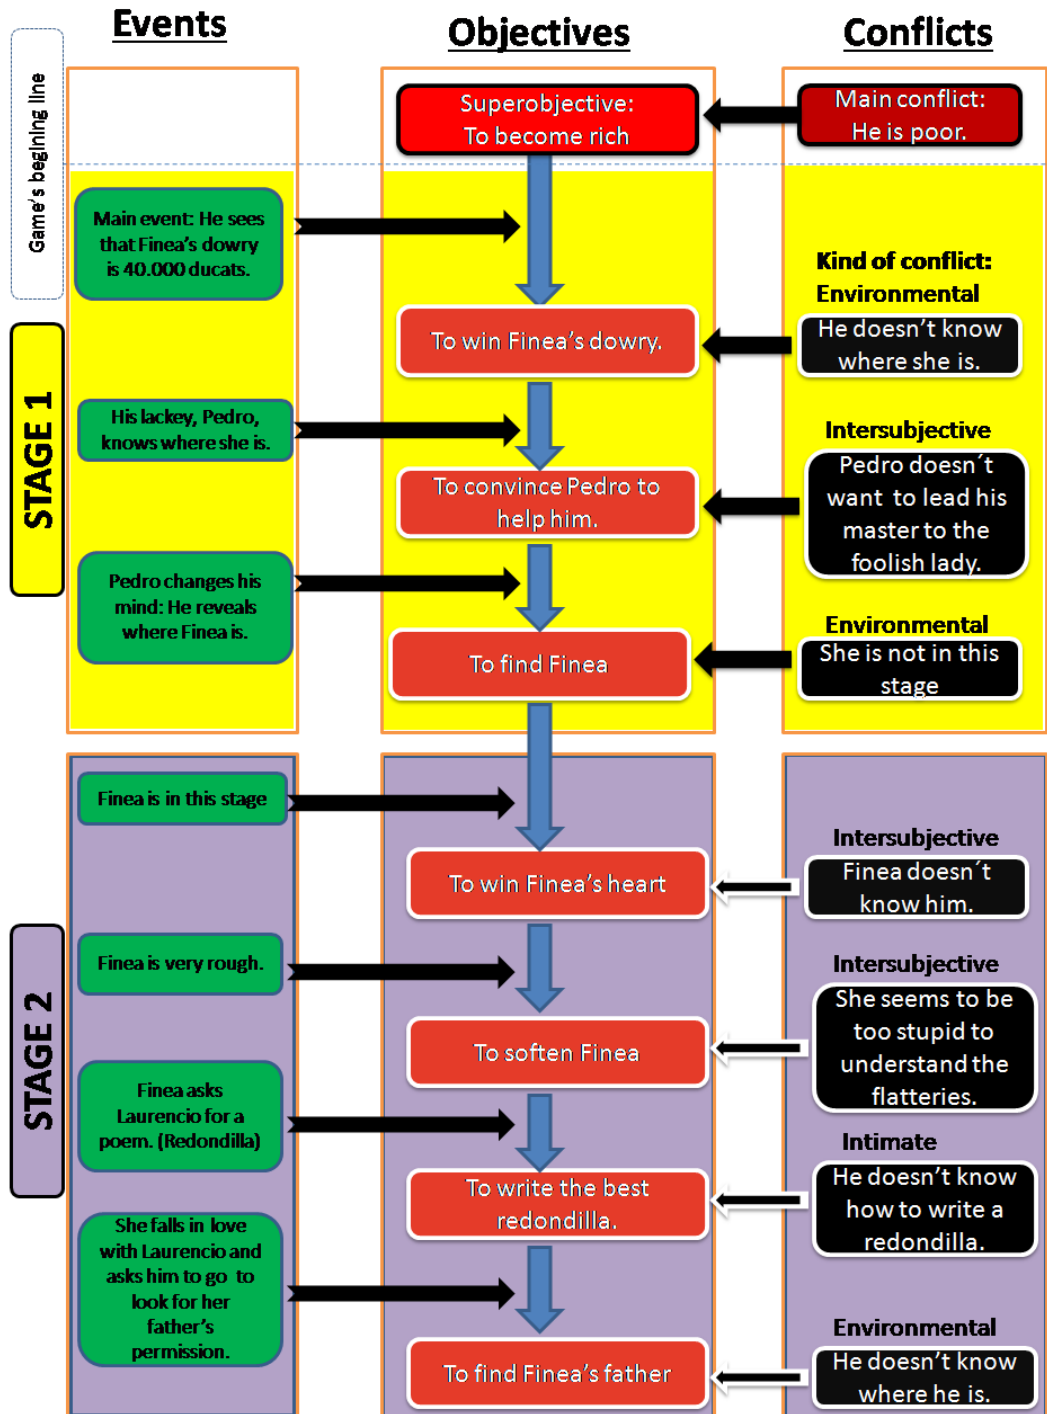 Events
Objectives
Conflicts
Game's begining line
Superobjective:
To become rich
Main conflict:
He is poor.
Main event: He sees
that Finea's dowry
is 40.000 ducats.
Kind of conflict:
Environmental
To win Finea's dowry.
He doesn't know
where she is.
STAGE 1
His lackey, Pedro,
knows where she is.
Intersubjective
To convince Pedro to
help him.
Pedro doesn´t
want to lead his
master to the
foolish lady.
Pedro changes his
mind: He reveals
where Finea is.
Environmental
To find Finea
She is not in this
stage
Finea is in this stage
Intersubjective
To win Finea's heart
Finea doesn´t
know him.
STAGE 2
Finea is very rough.
Intersubjective
To soften Finea
She seems to be
too stupid to
understand the
flatteries.
Finea asks
Laurencio for a
poem. (Redondilla)
Intimate
To write the best
redondilla.
He doesn't know
how to write a
redondilla.
She falls in love
with Laurencio and
asks him to go to
look for her
father's
permission.
Environmental
To find Finea's father
He doesn't know
where he is.